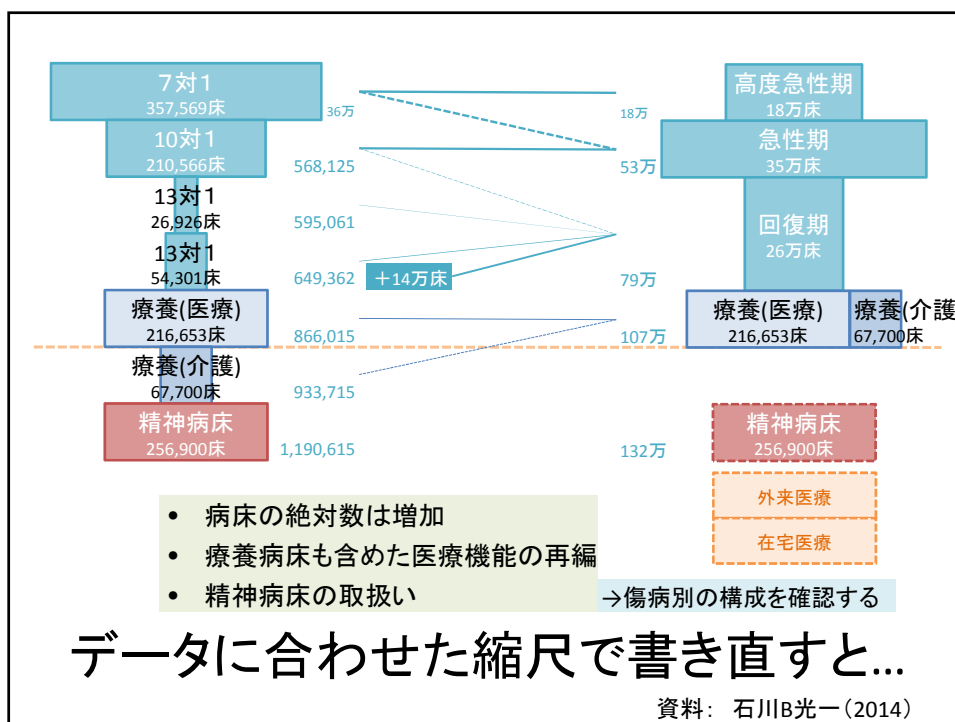 7対1
357,569床
36万
10対1
210,566床
568,125
13対1
26,926床
595,061
13対1
54,301床
649,362
＋14万床
療養(医療)
216,653床
866,015
療養(介護)
67,700床
933,715
精神病床
256,900床
1,190,615
18万
高度急性期
18万床
53万
急性期
35万床
回復期
26万床
79万
療養(医療)
216,653床
療養(介護
67,700床
107万
精神病床
256,900床
132万
外来医療
在宅医療
• 病床の絶対数は増加
• 療養病床も含めた医療機能の再編
• 精神病床の取扱い
→傷病別の構成を確認する
データに合わせた縮尺で書き直すと…
資料： 石川B光一（2014）